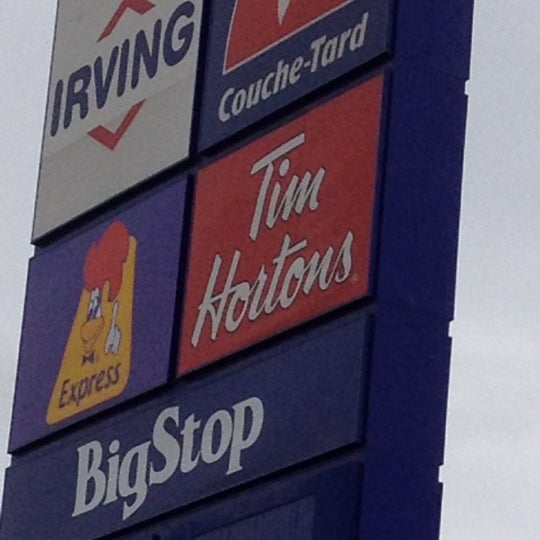 IRVING
Couche-Tard
Tim
Hortons
Express
BigStop